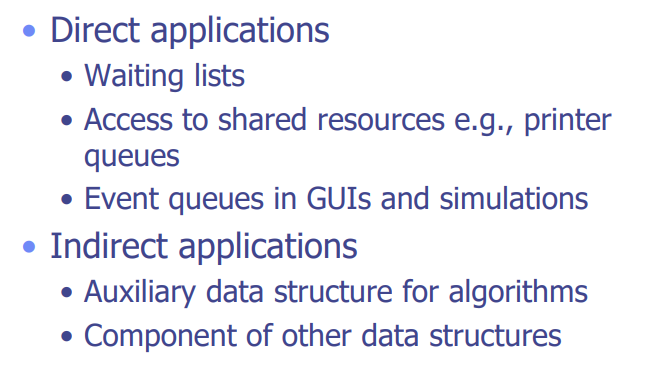 • Direct applications
• Waiting lists
• Access to shared resources e.g., printer
queues
• Event queues in GUIs and simulations
• Indirect applications
• Auxiliary data structure for algorithms
• Component of other data structures